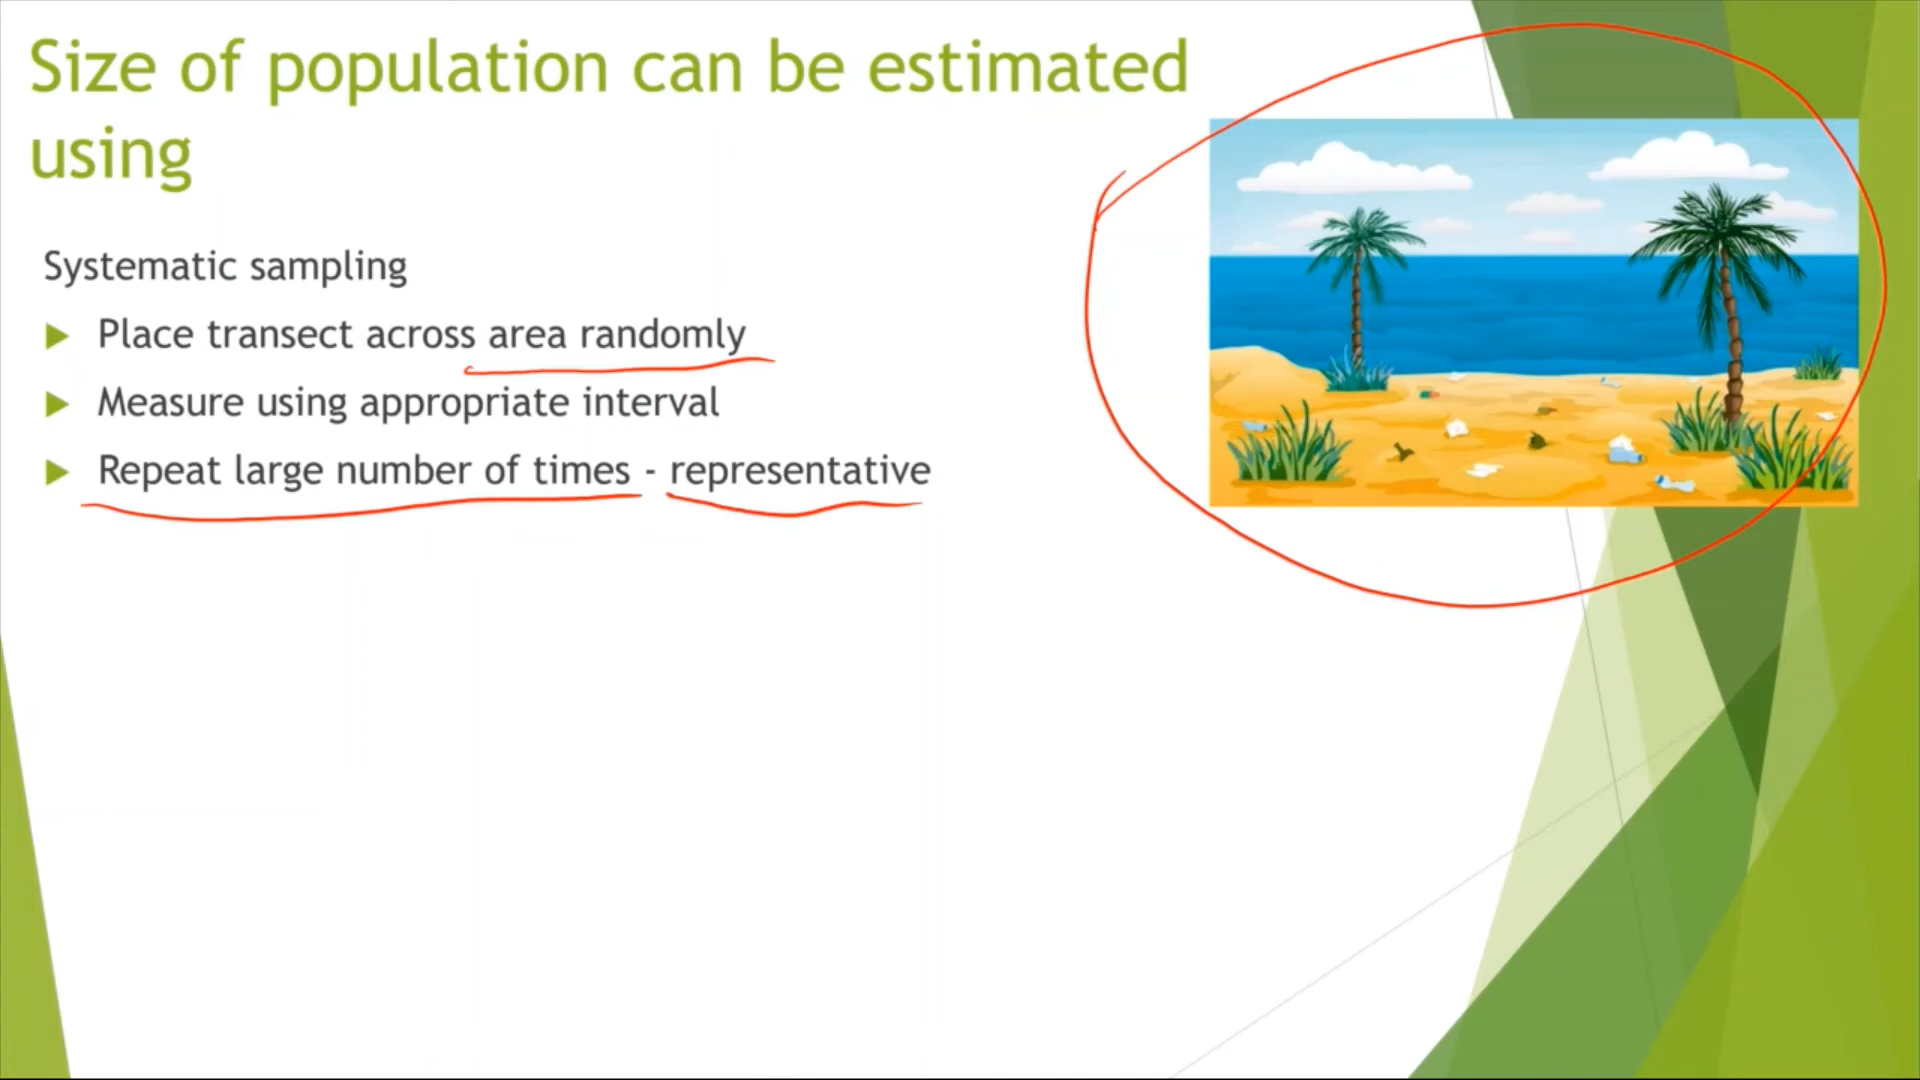 Size of population can be estimated
using
Systematic sampling
Place transect across area randomly
Measure using appropriate interval
Repeat large number of times - representative